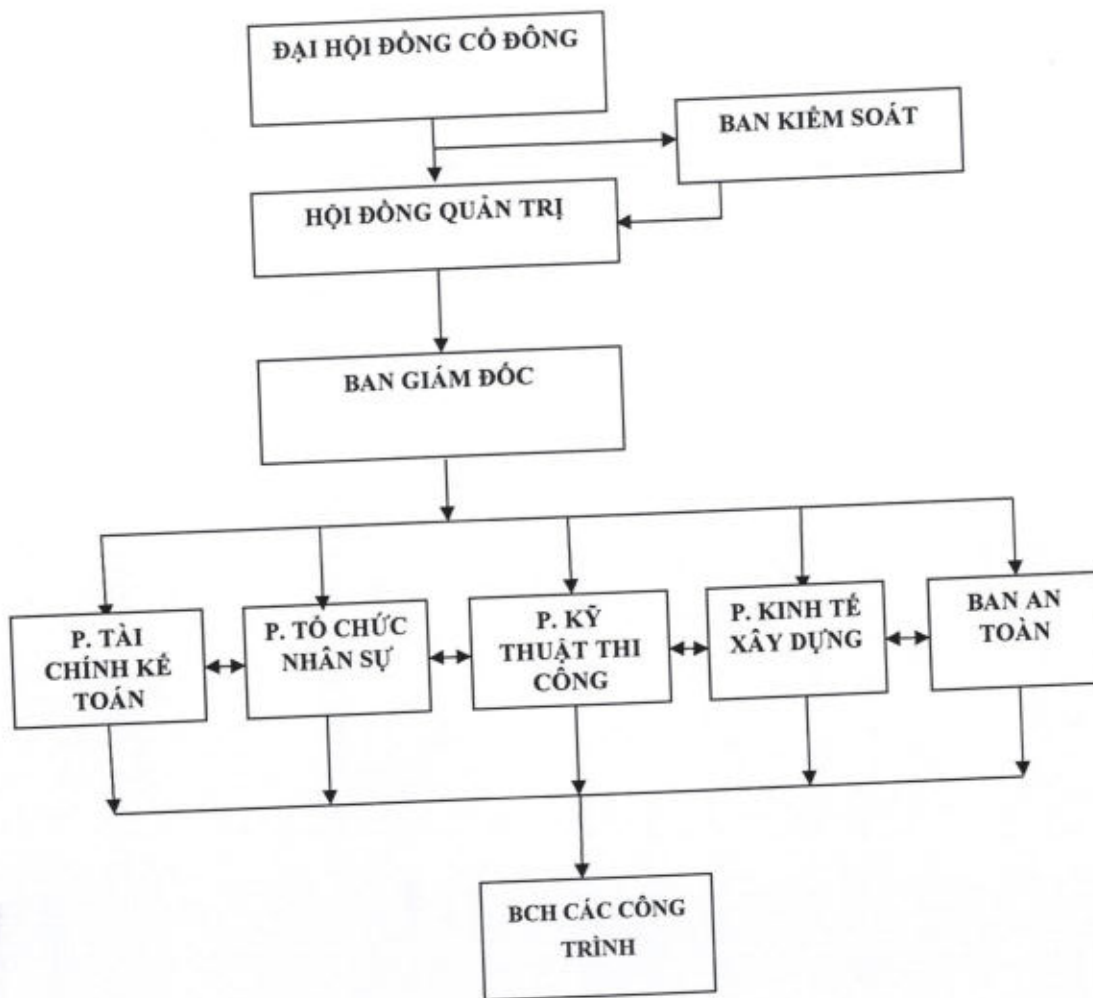 ĐẠI HỘI ĐỒNG CỔ ĐÔNG
BAN KIỂM SOÁT
HỘI ĐỒNG QUẢN TRỊ
BAN GIÁM ĐỐC
P. TÀI
CHÍNH KẾ
TOÁN
P. TỔ CHỨC
NHÂN SỰ
P. KỸ
THUẬT THI
CÔNG
P. KINH TẾ
XÂY DỰNG
BAN AN
TOÀN
BCH CÁC CÔNG
TRÌNH